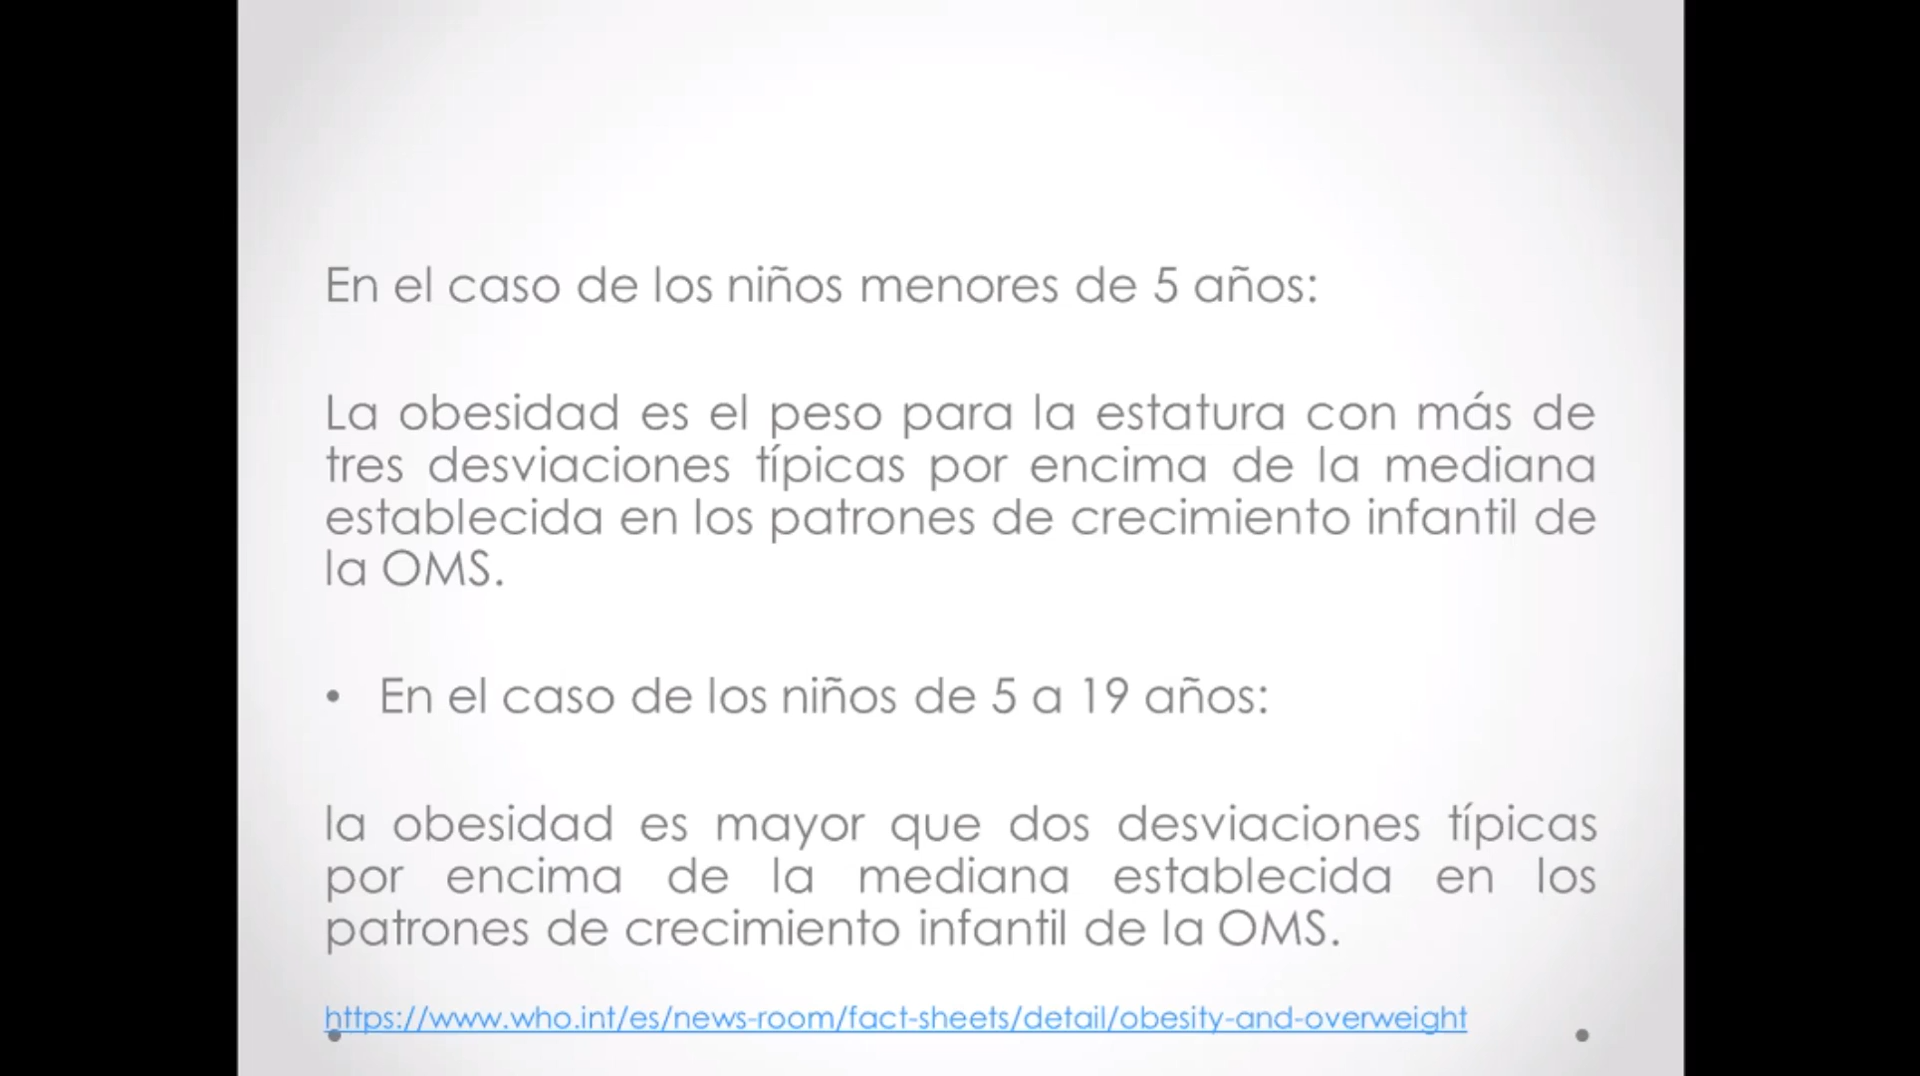 En el caso de los niños menores de 5 años:
La obesidad es el peso para la estatura con más de
tres desviaciones típicas por encima de la mediana
establecida en los patrones de crecimiento infantil de
la OMS.
• En el caso de los niños de 5 a 19 años:
la obesidad es mayor que dos desviaciones típicas
por encima de la mediana establecida en los
patrones de crecimiento infantil de la OMS.
https://www.who.int/es/news-room/fact-sheets/detail/obesity-and-overweight